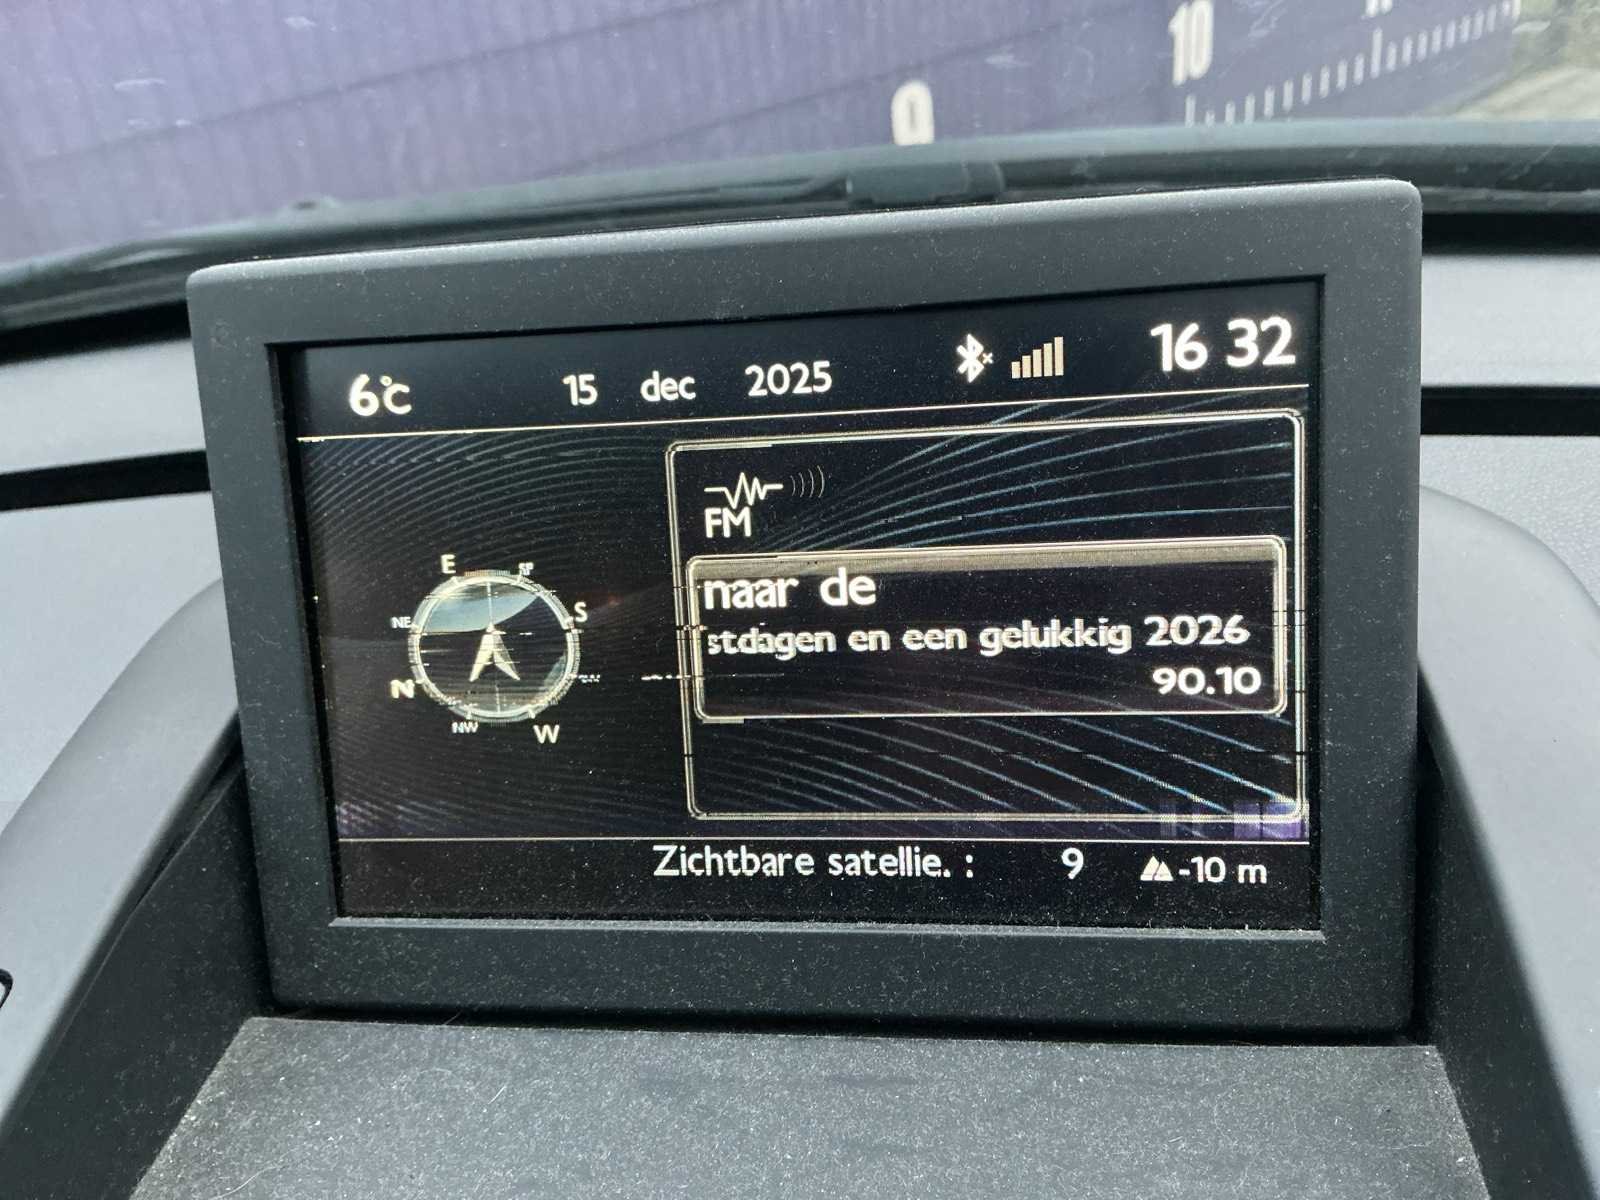 10
9
6°C 15 dec 2025 16 32
FM
naar de
stdagen en een gelukkig 2026
90.10
E
S
NE
N
NW
W
Zichtbare satellie. : 9 -10 m